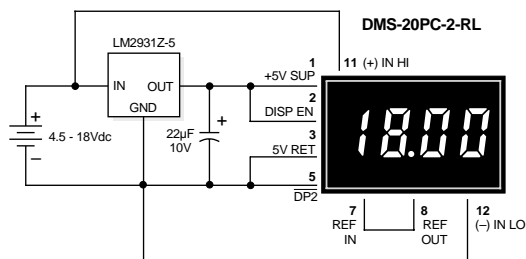 DMS-20PC-2-RL
LM2931Z-5
IN OUT
GND
+
4.5 - 18Vdc
–
22µF
10V
+
1
+5V SUP
2
DISP EN
3
5V RET
5
DP2
11 (+) IN HI
18.00
7
REF
IN
8
REF
OUT
12
(–) IN LO